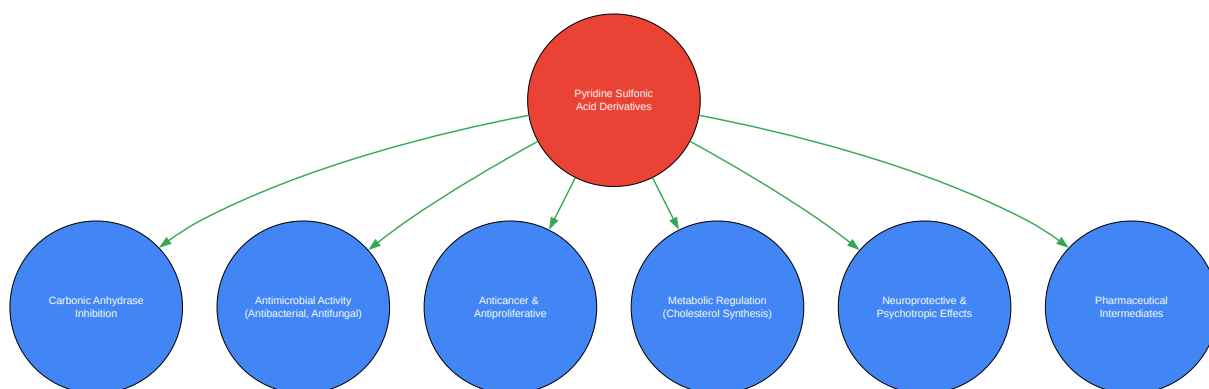 Pyridine Sulfonic
Acid Derivatives
Carbonic Anhydrase
Inhibition
Antimicrobial Activity
(Antibacterial, Antifungal)
Anticancer &
Antiproliferative
Metabolic Regulation
(Cholesterol Synthesis)
Neuroprotective &
Psychotropic Effects
Pharmaceutical
Intermediates